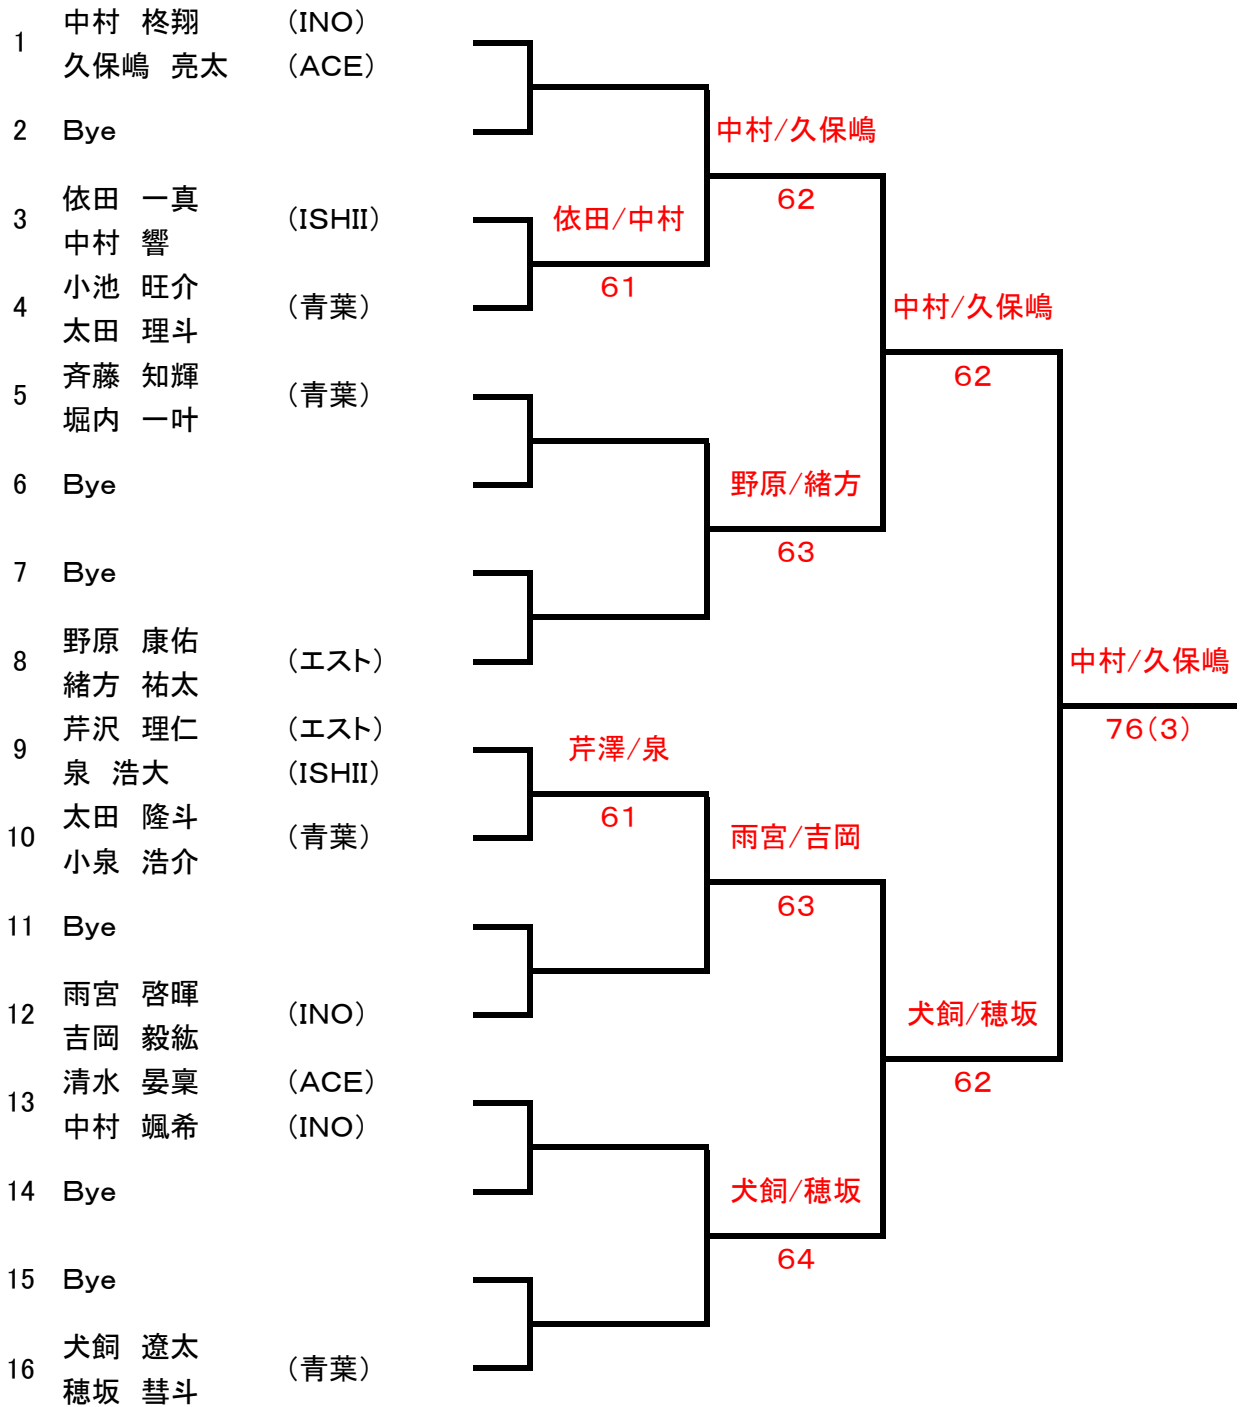 1 中村 柊翔 （INO）
久保嶋 亮太 （ACE）
2 Bye
中村/久保嶋
62
3 依田 一真 （ISHII）
中村 響
依田/中村
61
4 小池 旺介 （青葉）
太田 理斗
中村/久保嶋
62
5 斉藤 知輝 （青葉）
堀内 一叶
6 Bye
野原/緒方
63
7 Bye
8 野原 康佑 （エスト）
緒方 祐太
中村/久保嶋
76(3)
9 芹沢 理仁 （エスト）
泉 浩大 （ISHII）
芹澤/泉
61
10 太田 隆斗 （青葉）
小泉 浩介
雨宮/吉岡
63
11 Bye
12 雨宮 啓暉 （INO）
吉岡 毅紘
犬飼/穂坂
62
13 清水 晏稟 （ACE）
中村 颯希 （INO）
14 Bye
犬飼/穂坂
64
15 Bye
16 犬飼 遼太 （青葉）
穂坂 彗斗